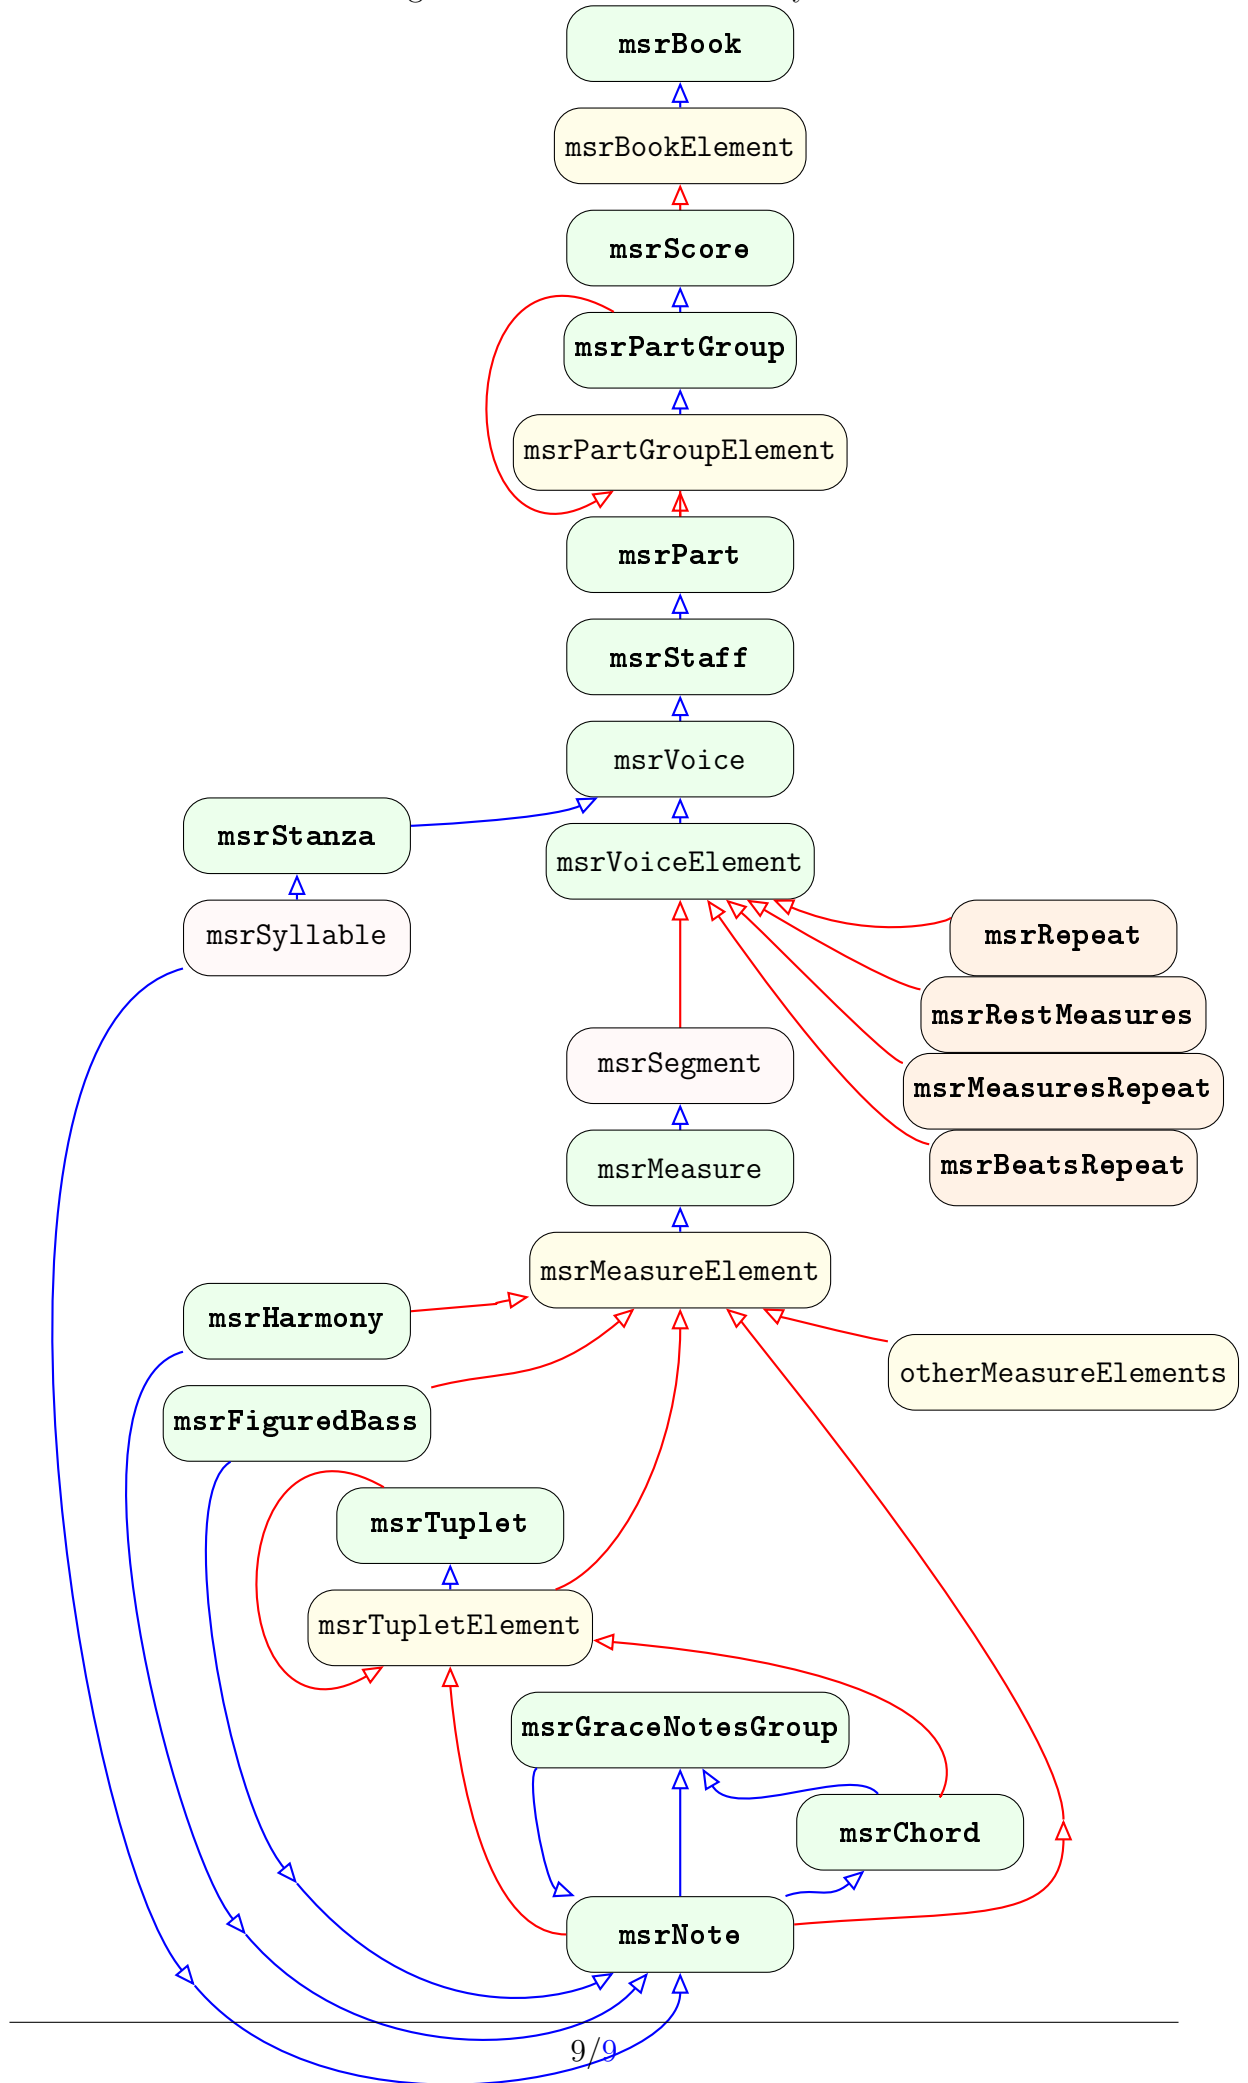 msrBook
msrBookElement
msrScore
msrPartGroup
msrPartGroupElement
msrPart
msrStaff
msrVoice
msrStanza
msrVoiceElement
msrSyllable
msrRepeat
msrRestMeasures
msrSegment
msrMeasuresRepeat
msrBeatsRepeat
msrMeasure
msrMeasureElement
msrHarmony
otherMeasureElements
msrFiguredBass
msrTuplet
msrTupletElement
msrGraceNotesGroup
msrChord
msrNote
9/9